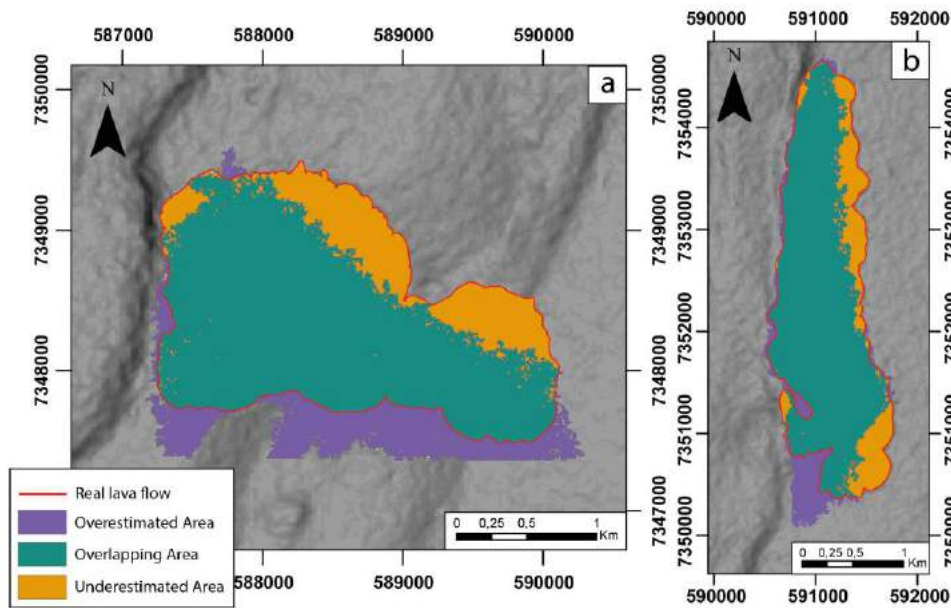 587000 588000 589000 590000
590000 591000 592000
a
b
N
N
7350000
7349000
7348000
7347000
7350000
7349000
7348000
7347000
7354000
7353000
7352000
7351000
7350000
7354000
7353000
7352000
7351000
7350000
Real lava flow
Overestimated Area
Overlapping Area
Underestimated Area
0 0,25 0,5 1
Km
0 0,25 0,5 1
Km
588000 589000 590000
590000 591000 592000